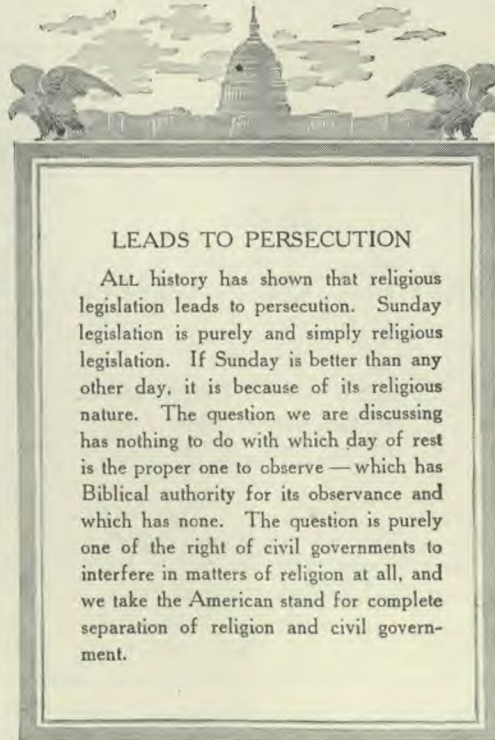 LEADS TO PERSECUTION
ALL history has shown that religious
legislation leads to persecution. Sunday
legislation is purely and simply religious
legislation. If Sunday is better than any
other day, it is because of its religious
nature. The question we are discussing
has nothing to do with which day of rest
is the proper one to observe — which has
Biblical authority for its observance and
which has none. The question is purely
one of the right of civil governments to
interfere in matters of religion at all, and
we take the American stand for complete
separation of religion and civil govern-
ment.